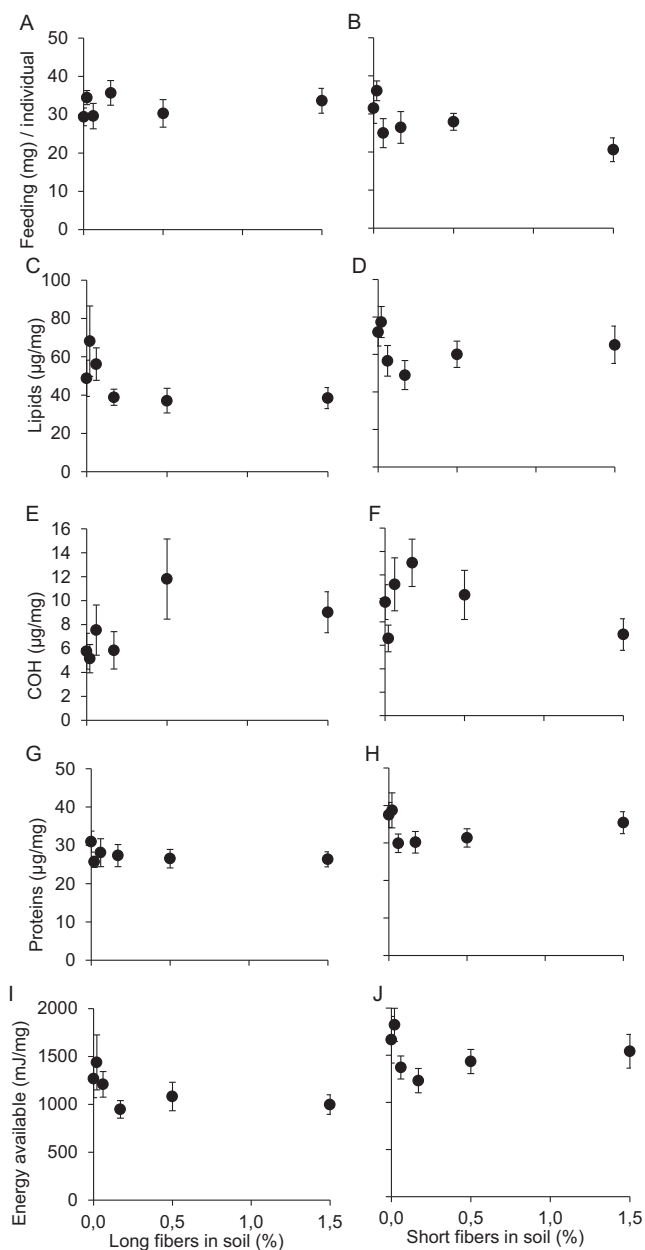 A
B
50
40
30
20
10
0
Feeding (mg) / individual
C
D
100
80
60
40
20
0
Lipids (µg/mg)
E
F
16
14
12
10
8
6
4
2
0
COH (µg/mg)
G
H
50
40
30
20
10
0
Proteins (µg/mg)
I
J
2000
1500
1000
500
0
Energy available (mJ/mg)
0,0 0,5 1,0 1,5
0,0 0,5 1,0 1,5
Long fibers in soil (%)
Short fibers in soil (%)